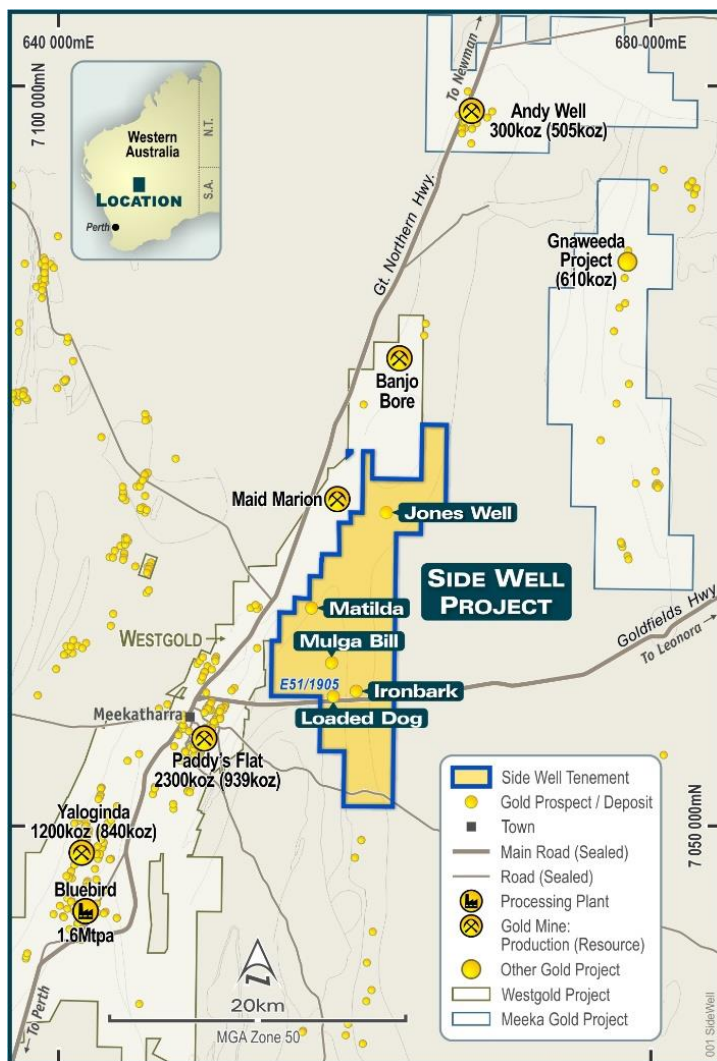 640 000mE
680 000mE
7 100 000mN
To Newman
Western
Australia
N.T.
S.A.
LOCATION
Perth
Andy Well
300koz (505koz)
Gt. Northern Hwy.
Gnaweeda
Project
(610koz)
Banjo
Bore
Maid Marion
Jones Well
SIDE WELL
PROJECT
Matilda
Goldfields Hwy
To Leonora
WESTGOLD
Mulga Bill
E51/1905
Ironbark
Meekatharra
Loaded Dog
Paddy's Flat
2300koz (939koz)
Yaloginda
1200koz (840koz)
7 050 000mN
Bluebird
1.6Mtpa
To Perth
20km
MGA Zone 50
Side Well Tenement
Gold Prospect / Deposit
Town
Main Road (Sealed)
Road (Sealed)
Processing Plant
Gold Mine:
Production (Resource)
Other Gold Project
Westgold Project
Meeka Gold Project
001 SideWell